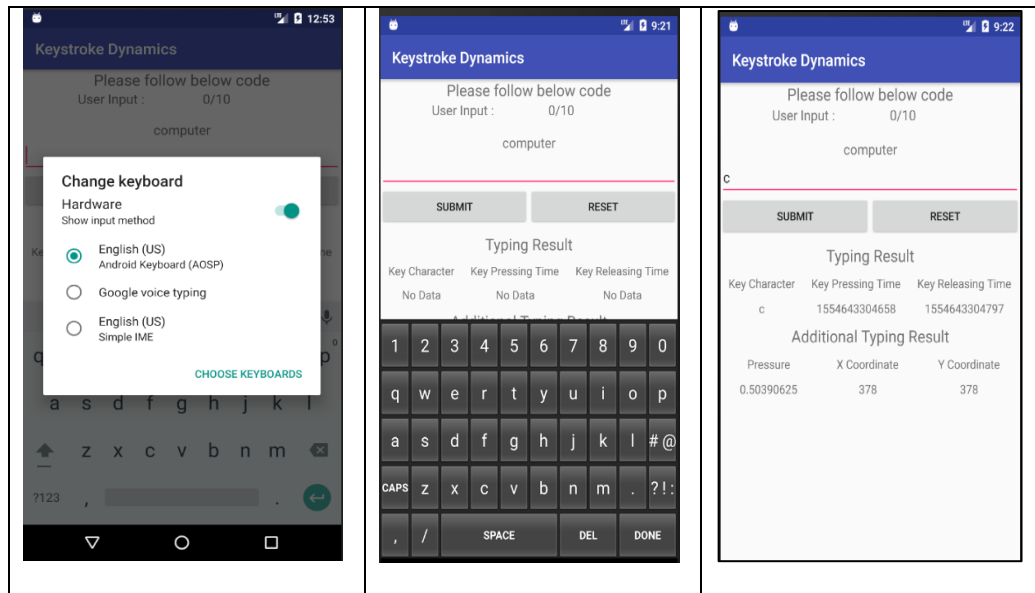 12:53
Keystroke Dynamics
Please follow below code
User Input : 0/10
computer
Change keyboard
Hardware
Show input method
English (US)
Android Keyboard (AOSP)
Google voice typing
English (US)
Simple IME
CHOOSE KEYBOARDS
a s d f g h j k l
z x c v b n m
?123 , .
LTE 9:21
Keystroke Dynamics
Please follow below code
User Input : 0/10
computer
SUBMIT RESET
Typing Result
Key Character Key Pressing Time Key Releasing Time
No Data No Data No Data
Additional Typing Result
1 2 3 4 5 6 7 8 9 0
q w e r t y u i o p
a s d f g h j k l #@
CAPS z x c v b n m . ?!:
, / SPACE DEL DONE
LTE 9:22
Keystroke Dynamics
Please follow below code
User Input : 0/10
computer
c
SUBMIT RESET
Typing Result
Key Character Key Pressing Time Key Releasing Time
c 1554643304658 1554643304797
Additional Typing Result
Pressure X Coordinate Y Coordinate
0.50390625 378 378